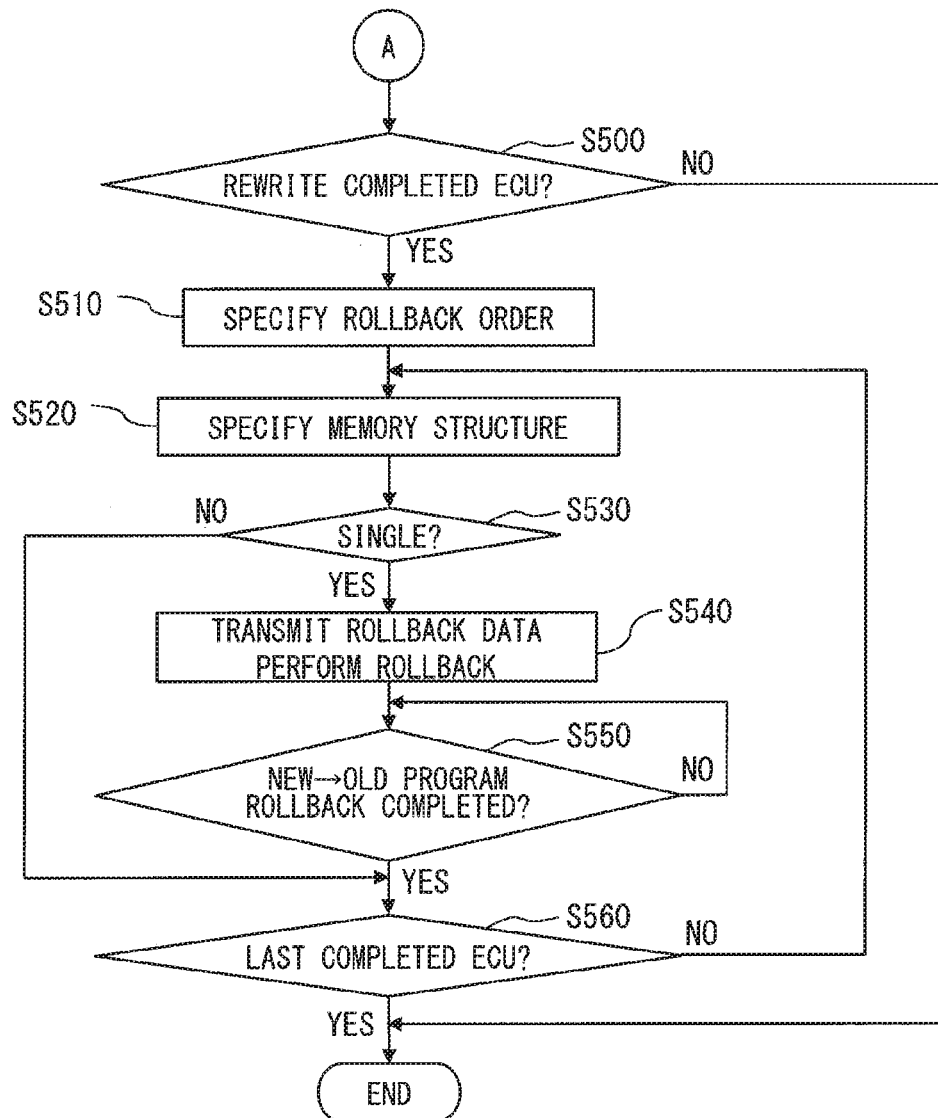 A
S500
REWRITE COMPLETED ECU?
NO
YES
S510
SPECIFY ROLLBACK ORDER
S520
SPECIFY MEMORY STRUCTURE
NO
S530
SINGLE?
YES
S540
TRANSMIT ROLLBACK DATA
PERFORM ROLLBACK
S550
NEW→OLD PROGRAM
ROLLBACK COMPLETED?
NO
YES
S560
LAST COMPLETED ECU?
NO
YES
END